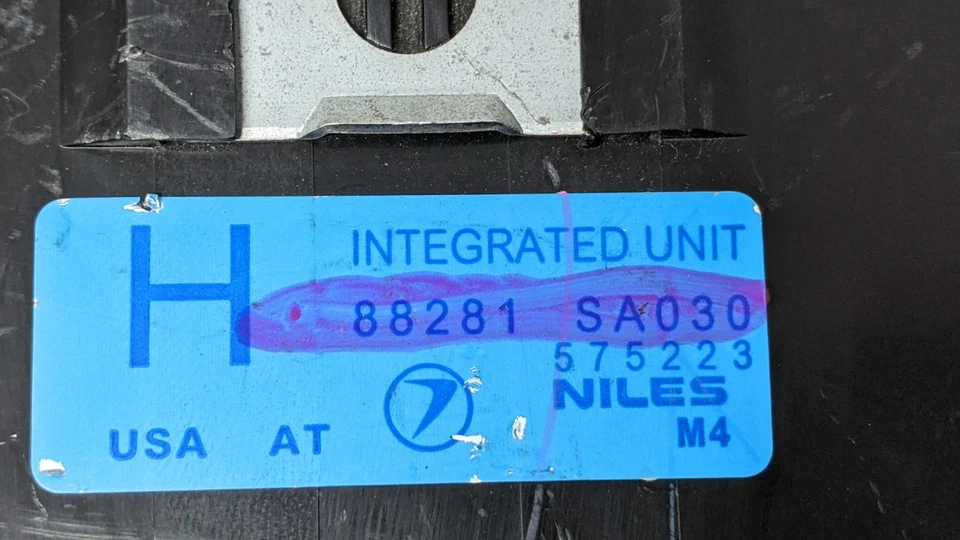 H
INTEGRATED UNIT
88281 SA030
575223
NILES
USA AT
M4